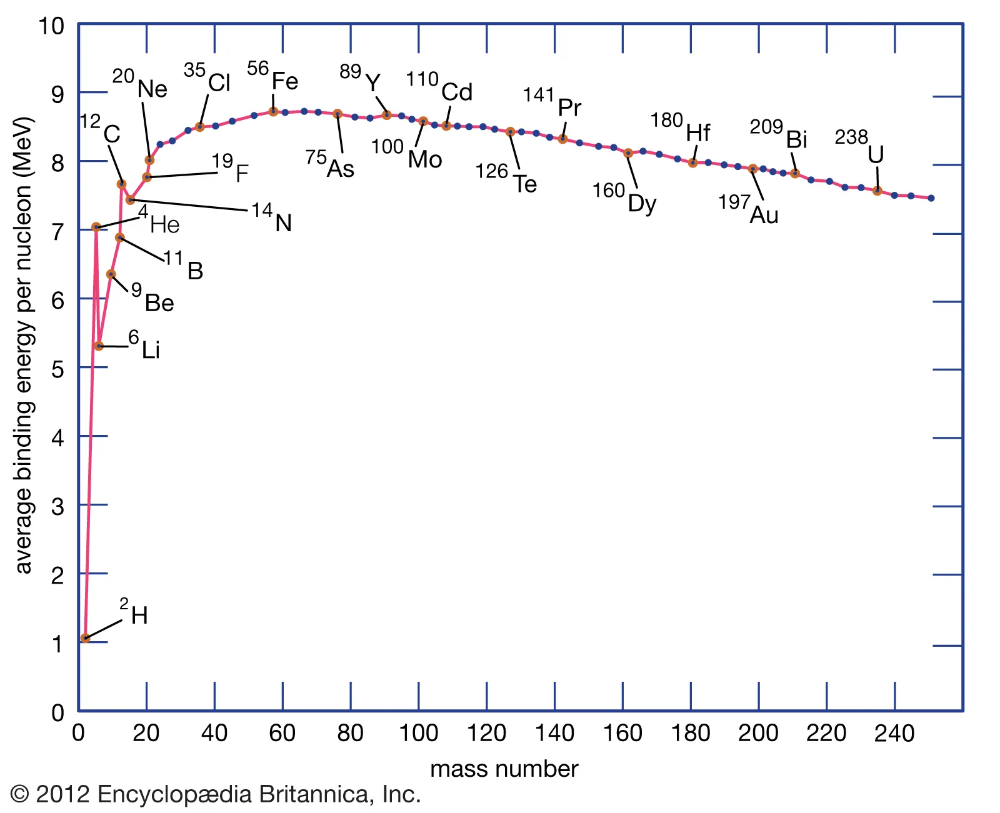 average binding energy per nucleon (MeV)
10
9
8
7
6
5
4
3
2
1
0
0 20 40 60 80 100 120 140 160 180 200 220 240
mass number
2H
4He
6Li
9Be
11B
12C
14N
19F
20Ne
35Cl
56Fe
75As
89Y
100Mo
110Cd
126Te
141Pr
160Dy
180Hf
197Au
209Bi
238U
© 2012 Encyclopædia Britannica, Inc.